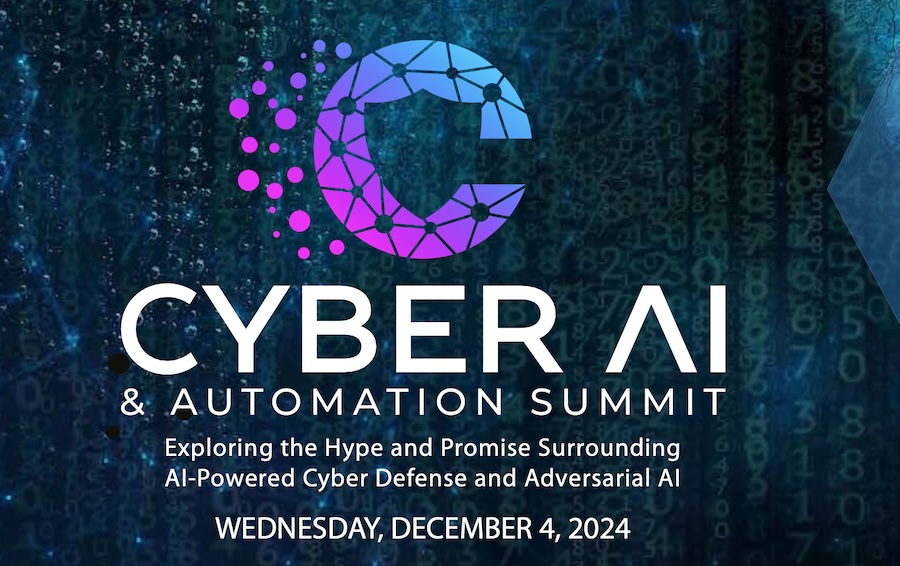 CYBER AI
& AUTOMATION SUMMIT
Exploring the Hype and Promise Surrounding
AI-Powered Cyber Defense and Adversarial AI
WEDNESDAY, DECEMBER 4, 2024